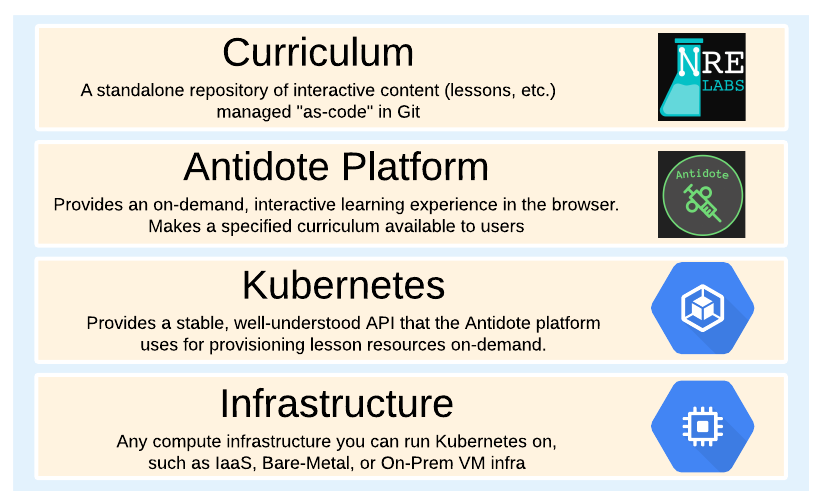 Curriculum
A standalone repository of interactive content (lessons, etc.)
managed "as-code" in Git
NRE
LABS
Antidote Platform
Provides an on-demand, interactive learning experience in the browser.
Makes a specified curriculum available to users
Antidote
Kubernetes
Provides a stable, well-understood API that the Antidote platform
uses for provisioning lesson resources on-demand.
Infrastructure
Any compute infrastructure you can run Kubernetes on,
such as IaaS, Bare-Metal, or On-Prem VM infra